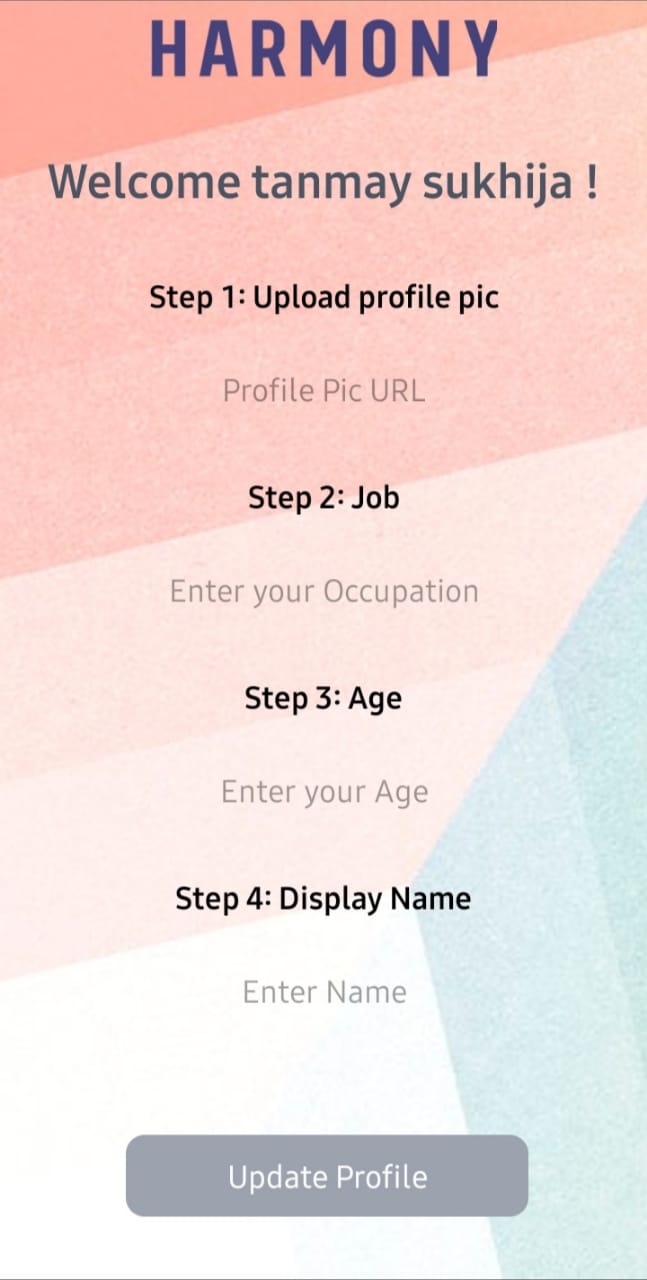 HARMONY
Welcome tanmay sukhija !
Step 1: Upload profile pic
Profile Pic URL
Step 2: Job
Enter your Occupation
Step 3: Age
Enter your Age
Step 4: Display Name
Enter Name
Update Profile